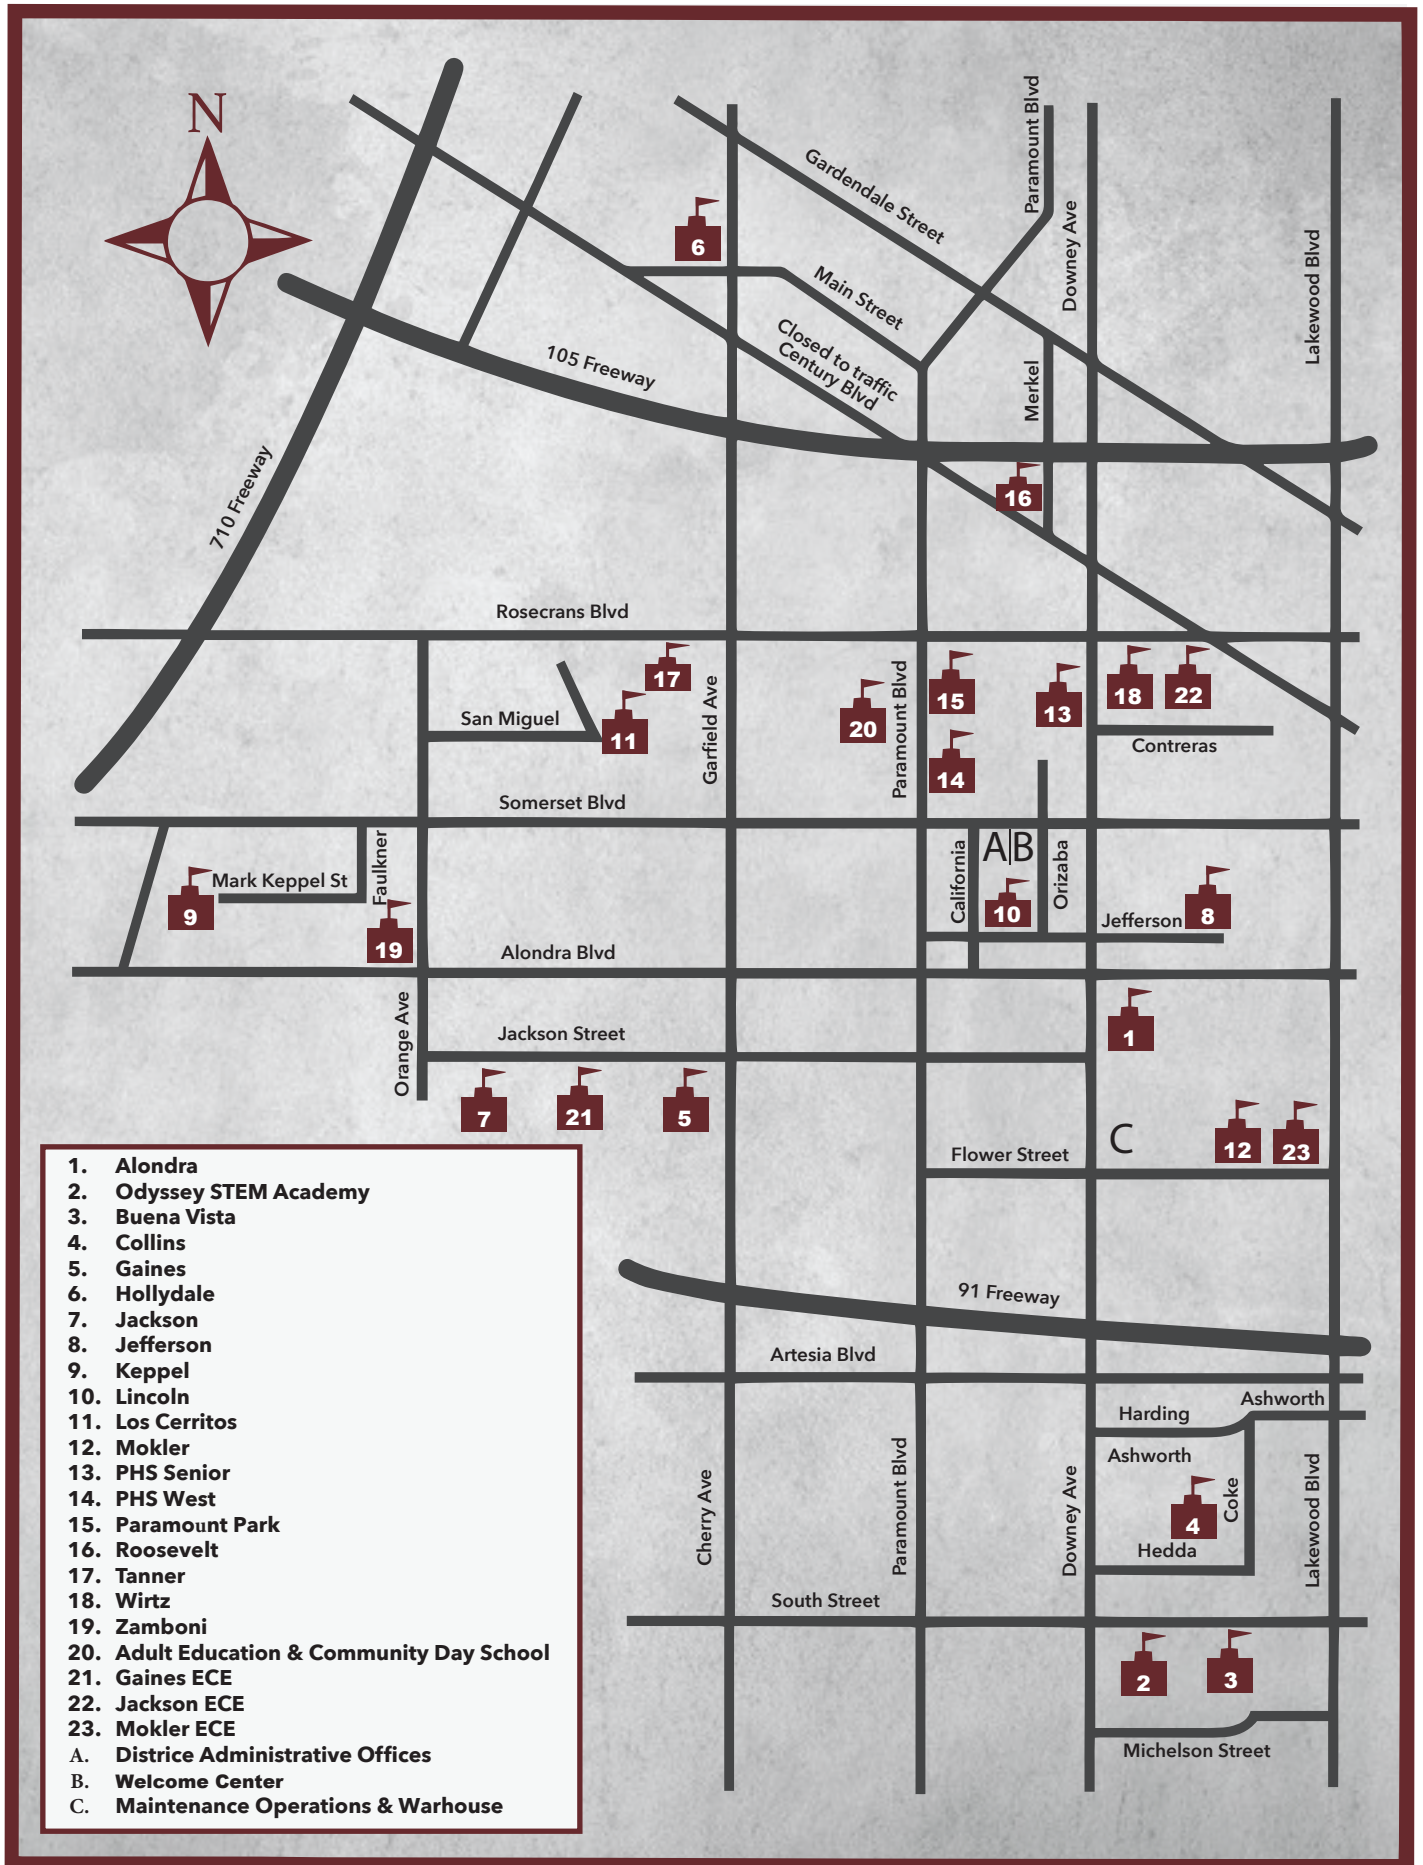 N
Paramount Blvd
Gardendale Street
Downey Ave
Lakewood Blvd
6
Main Street
Closed to traffic
Century Blvd
105 Freeway
Merkel
710 Freeway
16
Rosecrans Blvd
17
15
18
22
13
San Miguel
11
Garfield Ave
20
Paramount Blvd
14
Contreras
Somerset Blvd
Faulkner
California
A|B
Orizaba
Mark Keppel St
9
10
Jefferson
8
19
Alondra Blvd
Orange Ave
Jackson Street
1
7
21
5
C
12
23
Flower Street
91 Freeway
Artesia Blvd
Ashworth
Harding
Ashworth
Cherry Ave
Paramount Blvd
Downey Ave
4
Coke
Lakewood Blvd
Hedda
South Street
2
3
Michelson Street
1. Alondra
2. Odyssey STEM Academy
3. Buena Vista
4. Collins
5. Gaines
6. Hollydale
7. Jackson
8. Jefferson
9. Keppel
10. Lincoln
11. Los Cerritos
12. Mokler
13. PHS Senior
14. PHS West
15. Paramount Park
16. Roosevelt
17. Tanner
18. Wirtz
19. Zamboni
20. Adult Education & Community Day School
21. Gaines ECE
22. Jackson ECE
23. Mokler ECE
A. Districe Administrative Offices
B. Welcome Center
C. Maintenance Operations & Warhouse